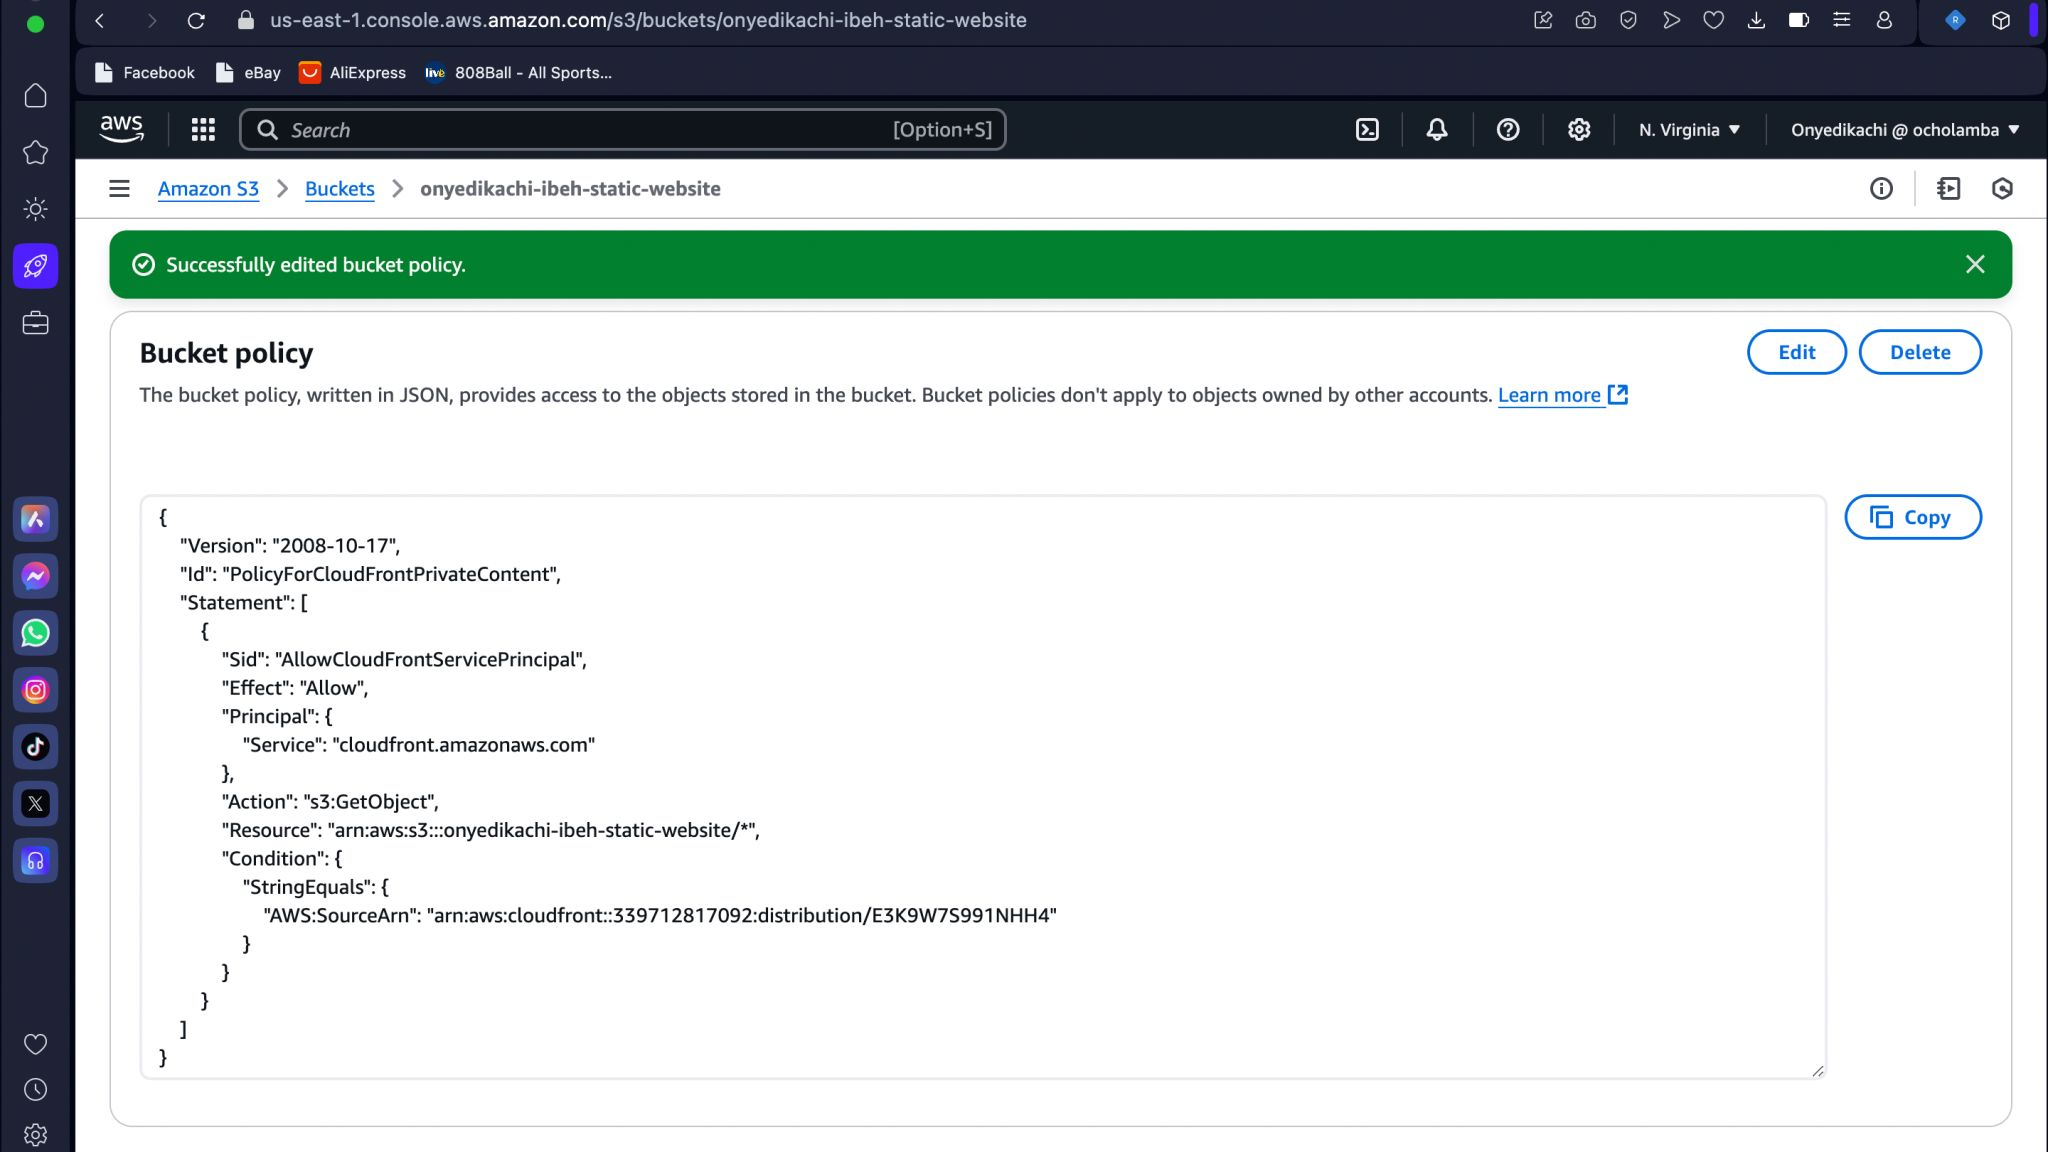 us-east-1.console.aws.amazon.com/s3/buckets/onyedikachi-ibeh-static-website
Facebook eBay AliExpress live 808Ball - All Sports...
aws Search [Option+S] N. Virginia Onyedikachi @ ocholamba
Amazon S3 Buckets onyedikachi-ibeh-static-website
Successfully edited bucket policy.
Bucket policy
Edit Delete
The bucket policy, written in JSON, provides access to the objects stored in the bucket. Bucket policies don't apply to objects owned by other accounts. Learn more
Copy
{
"Version": "2008-10-17",
"Id": "PolicyForCloudFrontPrivateContent",
"Statement": [
{
"Sid": "AllowCloudFrontServicePrincipal",
"Effect": "Allow",
"Principal": {
"Service": "cloudfront.amazonaws.com"
},
"Action": "s3:GetObject",
"Resource": "arn:aws:s3:::onyedikachi-ibeh-static-website/*",
"Condition": {
"StringEquals": {
"AWS:SourceArn": "arn:aws:cloudfront::339712817092:distribution/E3K9W7S991NHH4"
}
}
}
]
}